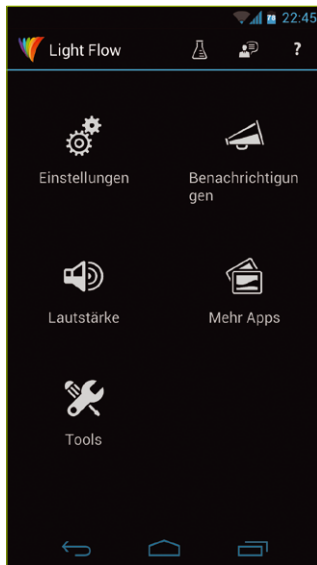 22:45
Light Flow
?
Einstellungen
Benachrichtigun
gen
Lautstärke
Mehr Apps
Tools